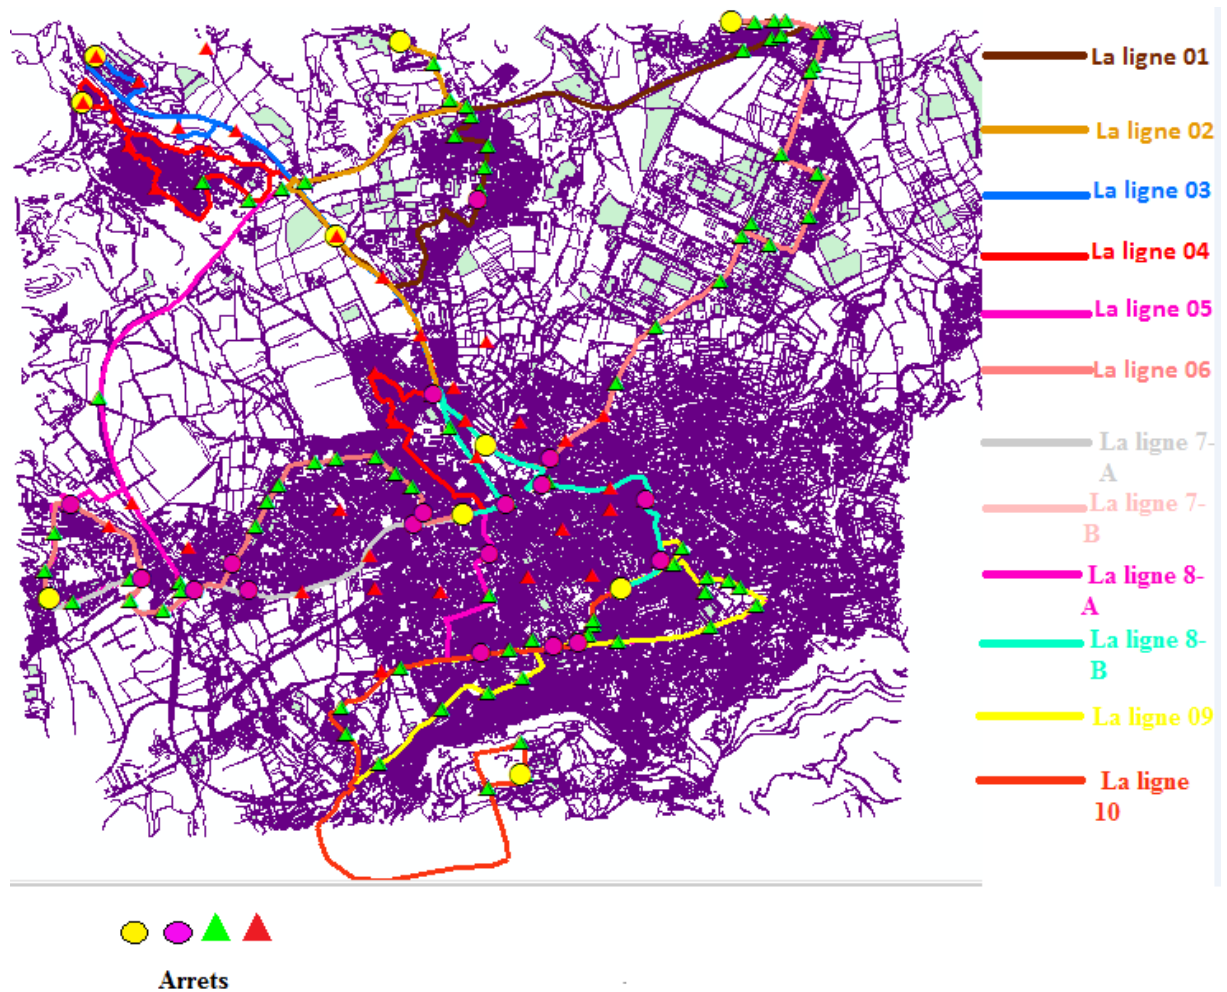 La ligne 01
La ligne 02
La ligne 03
La ligne 04
La ligne 05
La ligne 06
La ligne 7-
A
La ligne 7-
B
La ligne 8-
A
La ligne 8-
B
La ligne 09
La ligne
10
Arrets